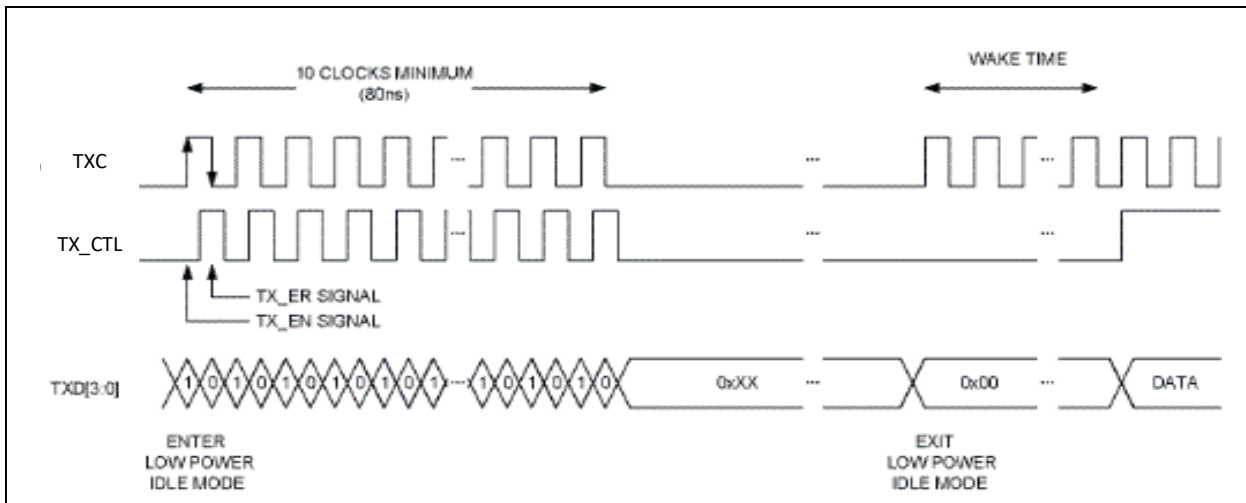 10 CLOCKS MINIMUM
(80ns)
WAKE TIME
TXC
...
...
...
TX_CTL
...
...
...
TX_ER SIGNAL
TX_EN SIGNAL
TXD[3:0]
1 0 1 0 1 0 1 0 1 0 1 ... 1 0 1 0 1 0
0xXX ...
0x00 ...
DATA
ENTER
LOW POWER
IDLE MODE
EXIT
LOW POWER
IDLE MODE